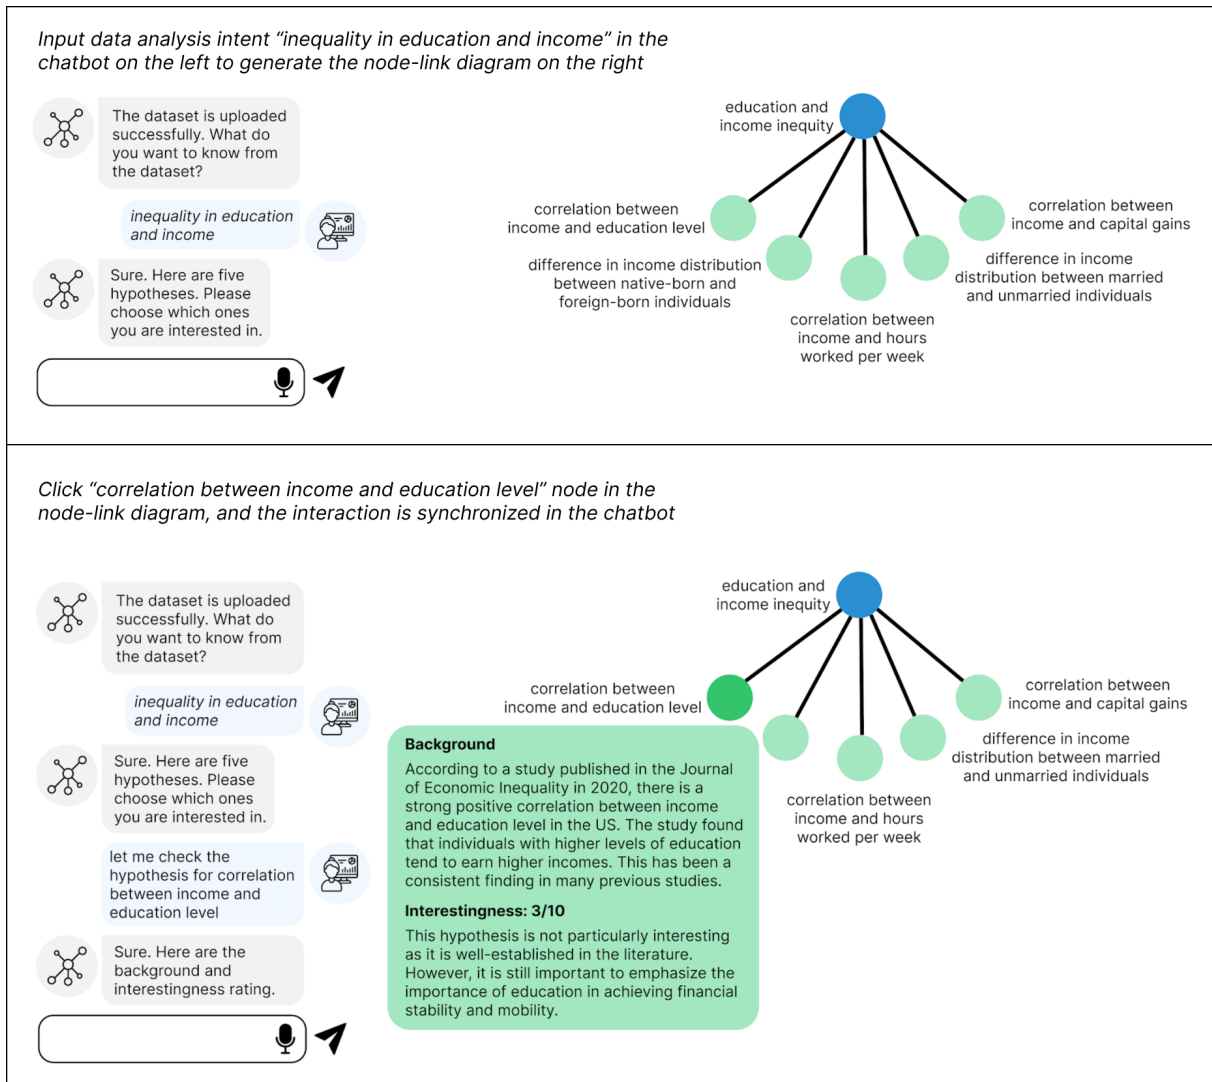 Input data analysis intent “inequality in education and income” in the
chatbot on the left to generate the node-link diagram on the right
The dataset is uploaded
successfully. What do
you want to know from
the dataset?
inequality in education
and income
Sure. Here are five
hypotheses. Please
choose which ones
you are interested in.
education and
income inequity
correlation between
income and education level
difference in income distribution
between native-born and
foreign-born individuals
correlation between
income and hours
worked per week
difference in income
distribution between married
and unmarried individuals
correlation between
income and capital gains
Click “correlation between income and education level” node in the
node-link diagram, and the interaction is synchronized in the chatbot
The dataset is uploaded
successfully. What do
you want to know from
the dataset?
inequality in education
and income
Sure. Here are five
hypotheses. Please
choose which ones
you are interested in.
let me check the
hypothesis for correlation
between income and
education level
Sure. Here are the
background and
interestingness rating.
education and
income inequity
correlation between
income and education level
Background
According to a study published in the Journal
of Economic Inequality in 2020, there is a
strong positive correlation between income
and education level in the US. The study found
that individuals with higher levels of education
tend to earn higher incomes. This has been a
consistent finding in many previous studies.
Interestingness: 3/10
This hypothesis is not particularly interesting
as it is well-established in the literature.
However, it is still important to emphasize the
importance of education in achieving financial
stability and mobility.
correlation between
income and hours
worked per week
difference in income
distribution between married
and unmarried individuals
correlation between
income and capital gains